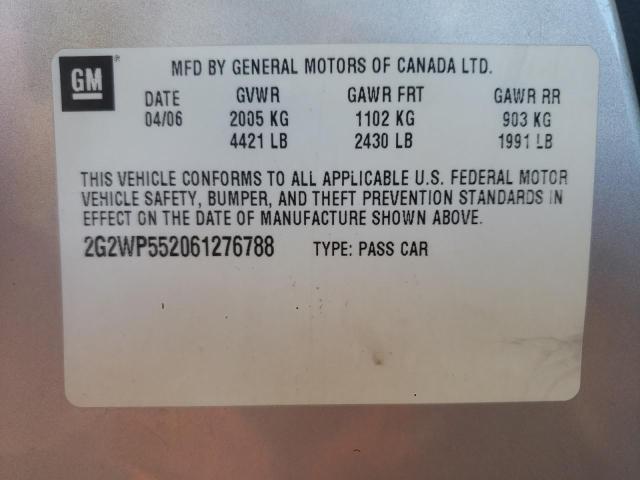 GM®
MFD BY GENERAL MOTORS OF CANADA LTD.
DATE GVWR GAWR FRT GAWR RR
04/06 2005 KG 1102 KG 903 KG
4421 LB 2430 LB 1991 LB
THIS VEHICLE CONFORMS TO ALL APPLICABLE U.S. FEDERAL MOTOR
VEHICLE SAFETY, BUMPER, AND THEFT PREVENTION STANDARDS IN
EFFECT ON THE DATE OF MANUFACTURE SHOWN ABOVE.
2G2WP552061276788 TYPE: PASS CAR